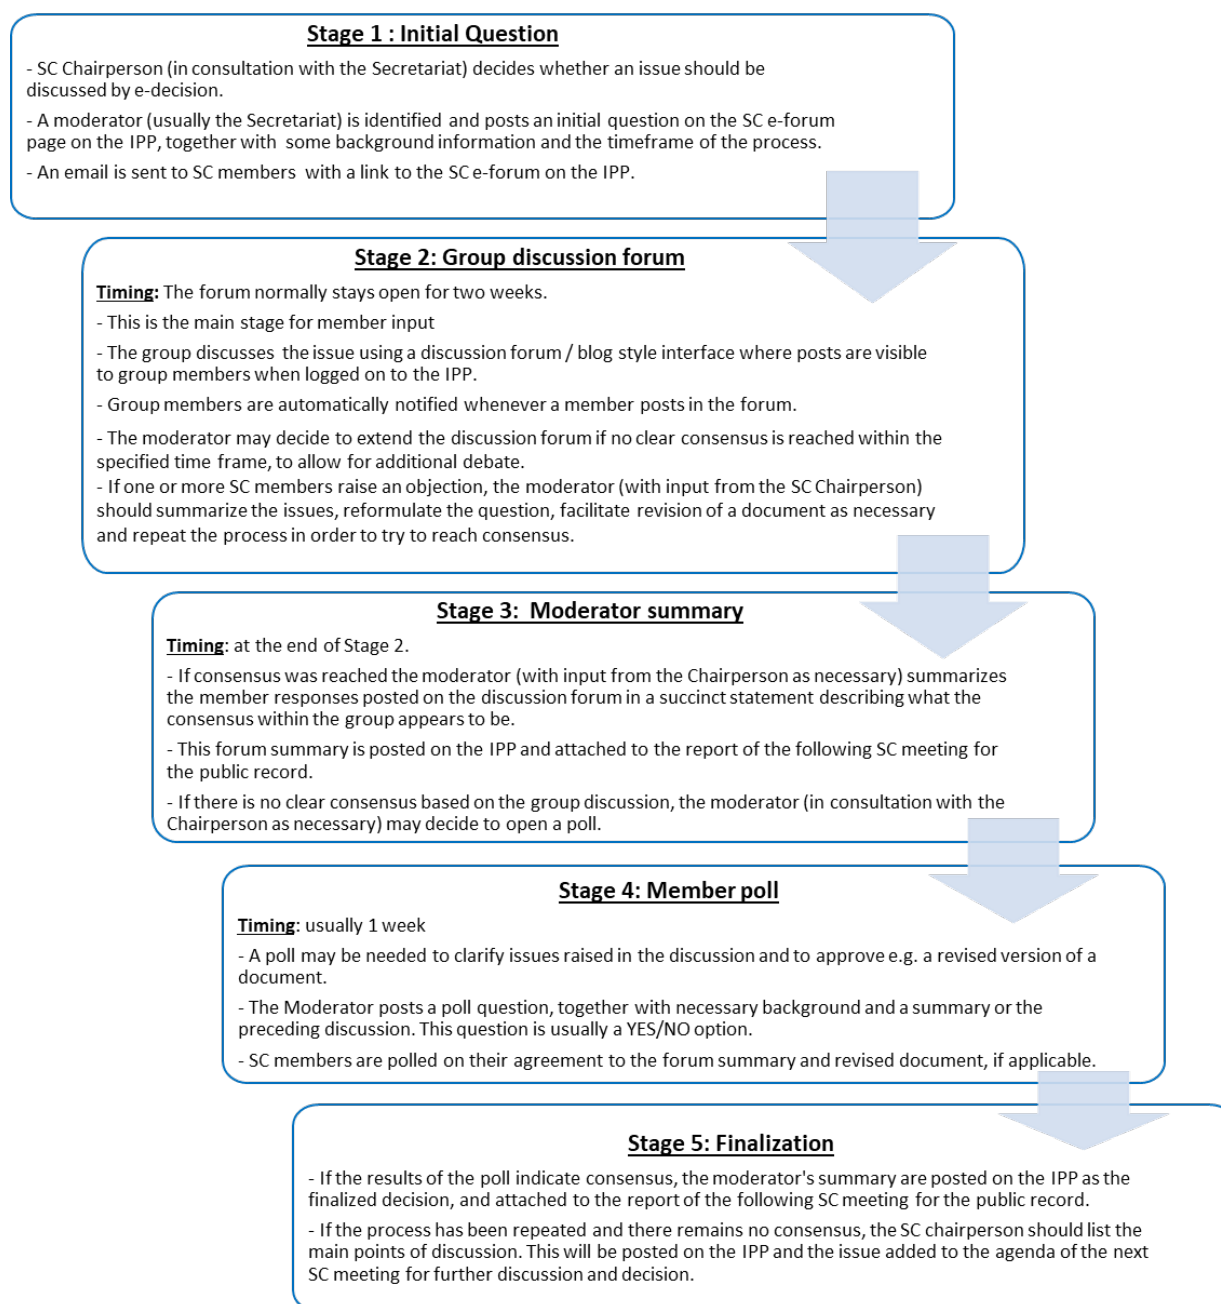 Stage 1 : Initial Question
- SC Chairperson (in consultation with the Secretariat) decides whether an issue should be
discussed by e-decision.
- A moderator (usually the Secretariat) is identified and posts an initial question on the SC e-forum
page on the IPP, together with some background information and the timeframe of the process.
- An email is sent to SC members with a link to the SC e-forum on the IPP.
Stage 2: Group discussion forum
Timing: The forum normally stays open for two weeks.
- This is the main stage for member input
- The group discusses the issue using a discussion forum / blog style interface where posts are visible
to group members when logged on to the IPP.
- Group members are automatically notified whenever a member posts in the forum.
- The moderator may decide to extend the discussion forum if no clear consensus is reached within the
specified time frame, to allow for additional debate.
- If one or more SC members raise an objection, the moderator (with input from the SC Chairperson)
should summarize the issues, reformulate the question, facilitate revision of a document as necessary
and repeat the process in order to try to reach consensus.
Stage 3: Moderator summary
Timing: at the end of Stage 2.
- If consensus was reached the moderator (with input from the Chairperson as necessary) summarizes
the member responses posted on the discussion forum in a succinct statement describing what the
consensus within the group appears to be.
- This forum summary is posted on the IPP and attached to the report of the following SC meeting for
the public record.
- If there is no clear consensus based on the group discussion, the moderator (in consultation with the
Chairperson as necessary) may decide to open a poll.
Stage 4: Member poll
Timing: usually 1 week
- A poll may be needed to clarify issues raised in the discussion and to approve e.g. a revised version of a
document.
- The Moderator posts a poll question, together with necessary background and a summary or the
preceding discussion. This question is usually a YES/NO option.
- SC members are polled on their agreement to the forum summary and revised document, if applicable.
Stage 5: Finalization
- If the results of the poll indicate consensus, the moderator's summary are posted on the IPP as the
finalized decision, and attached to the report of the following SC meeting for the public record.
- If the process has been repeated and there remains no consensus, the SC chairperson should list the
main points of discussion. This will be posted on the IPP and the issue added to the agenda of the next
SC meeting for further discussion and decision.